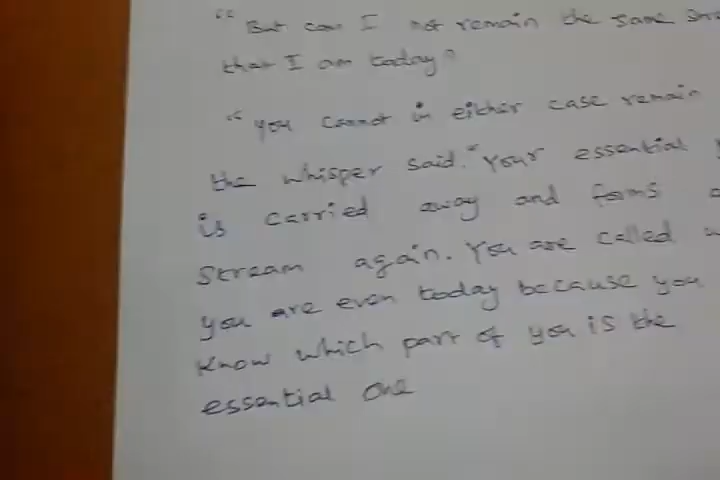 "But can I not remain the same
that I am today?
"you cannot in either case remain
the whisper said. "Your essential
is carried away and forms a
stream again. You are called
you are even today because you
know which part of you is the
essential one